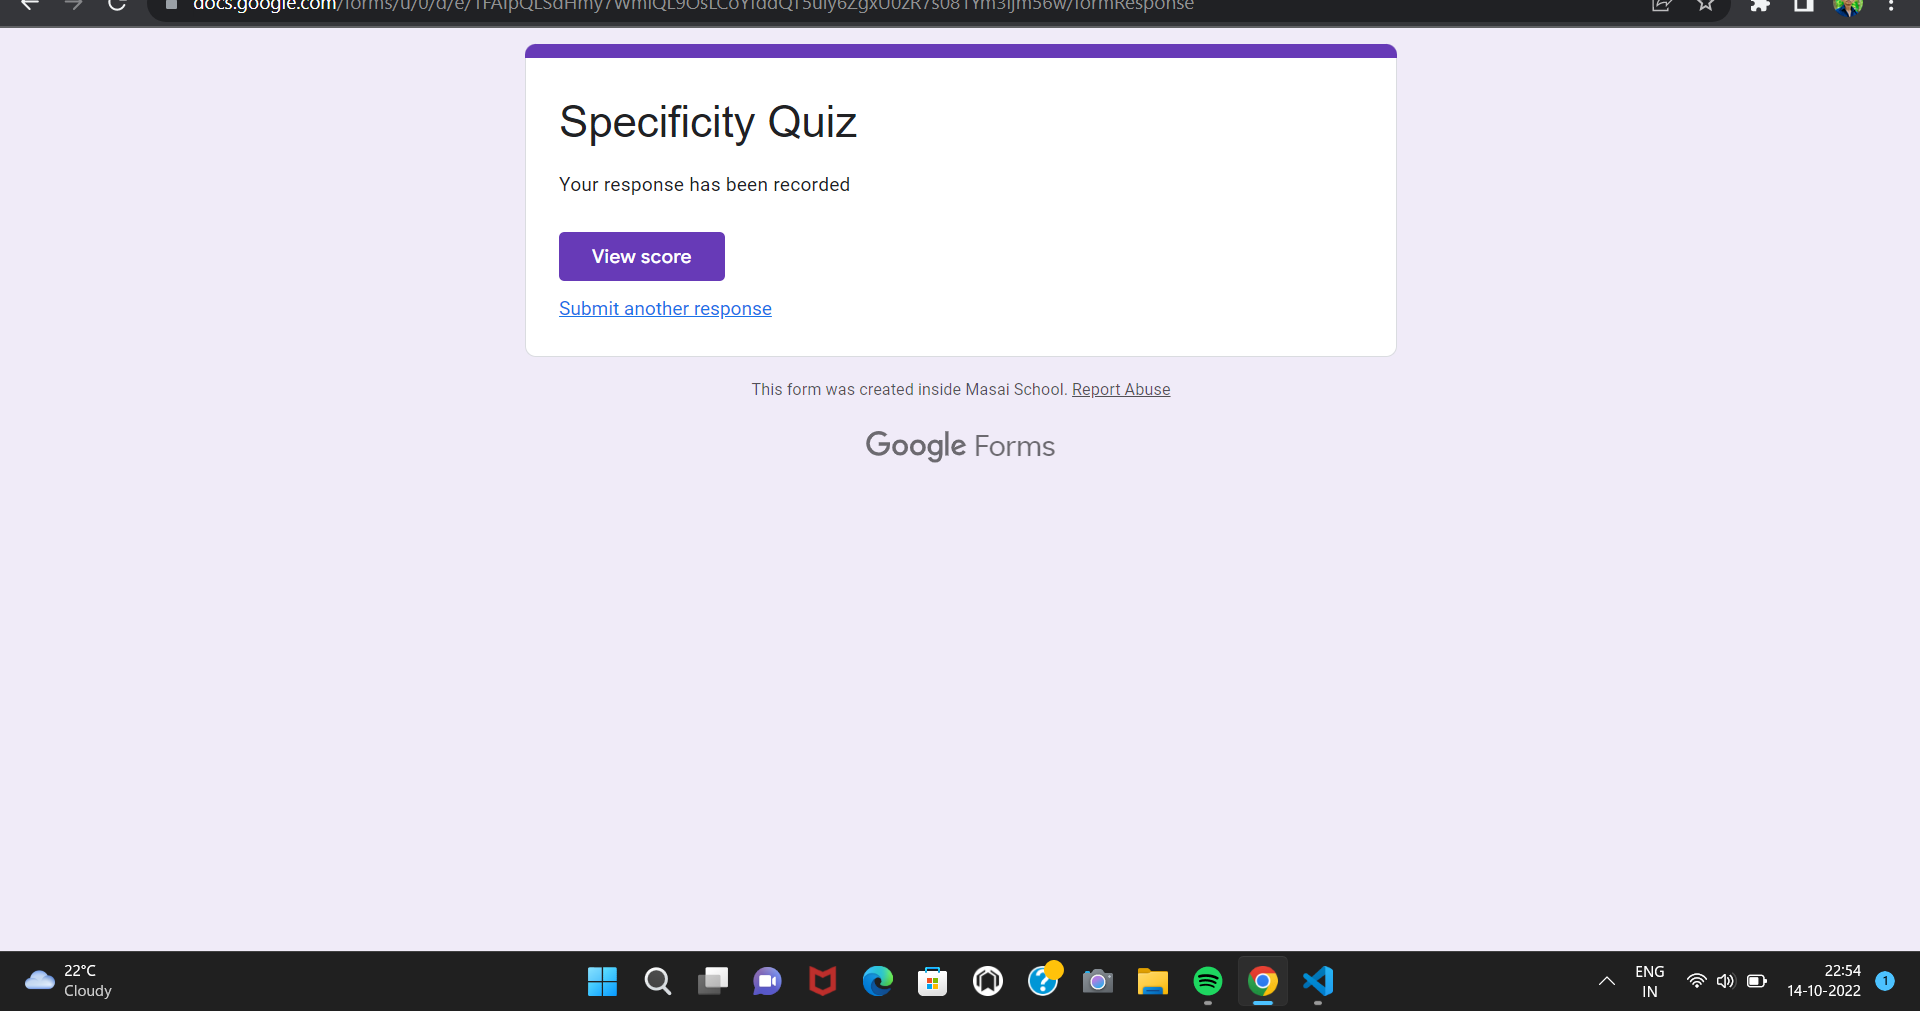 docs.google.com/forms/u/0/d/e/
Specificity Quiz
Your response has been recorded
View score
Submit another response
This form was created inside Masai School. Report Abuse
Google Forms
22°C
Cloudy
ENG
IN
22:54
14-10-2022
1